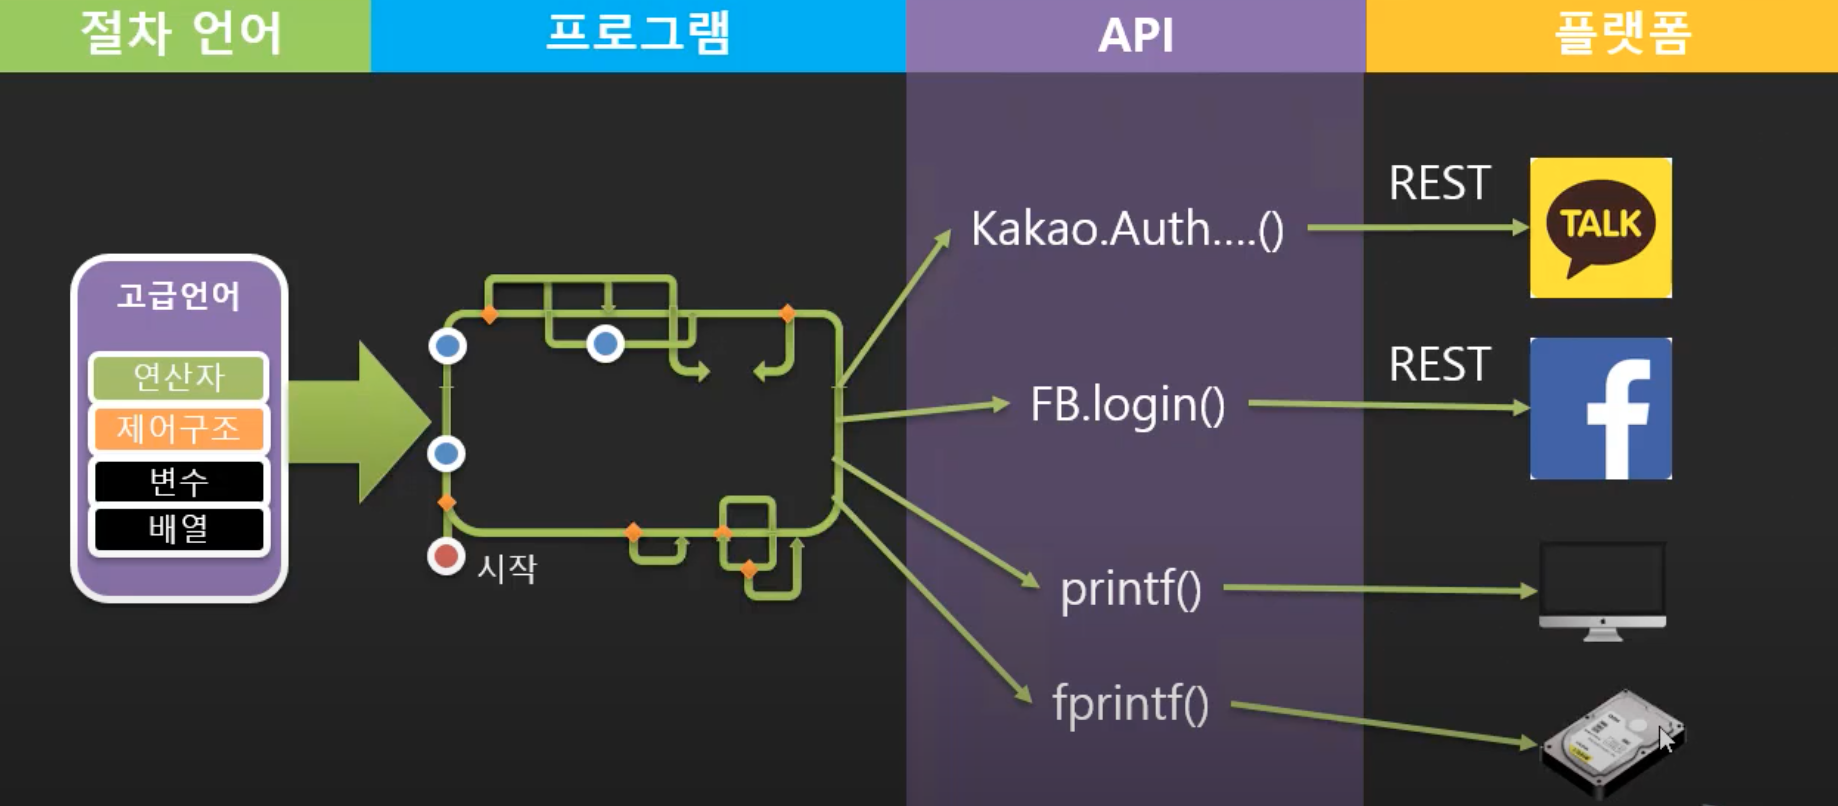 절차 언어
프로그램
API
플랫폼
고급언어
연산자
제어구조
변수
배열
시작
Kakao.Auth....()
FB.login()
printf()
fprintf()
REST
TALK
REST
f